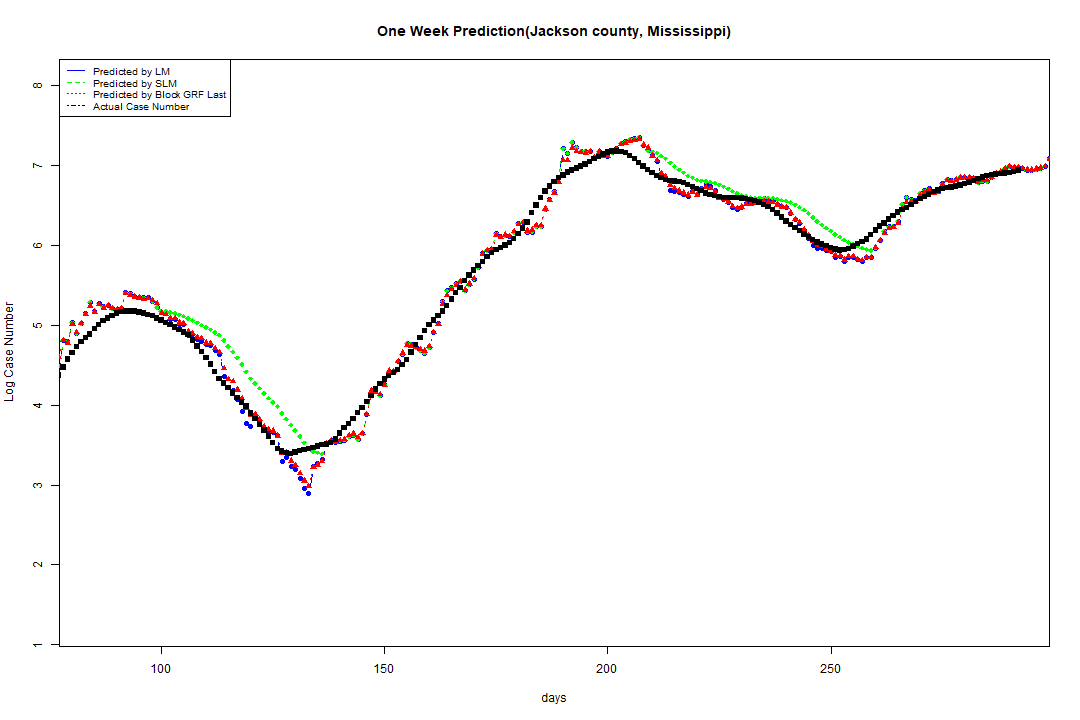 One Week Prediction(Jackson county, Mississippi)
Predicted by LM
Predicted by SLM
Predicted by Block GRF Last
Actual Case Number
Log Case Number
8
7
6
5
4
3
2
1
100 150 200 250
days